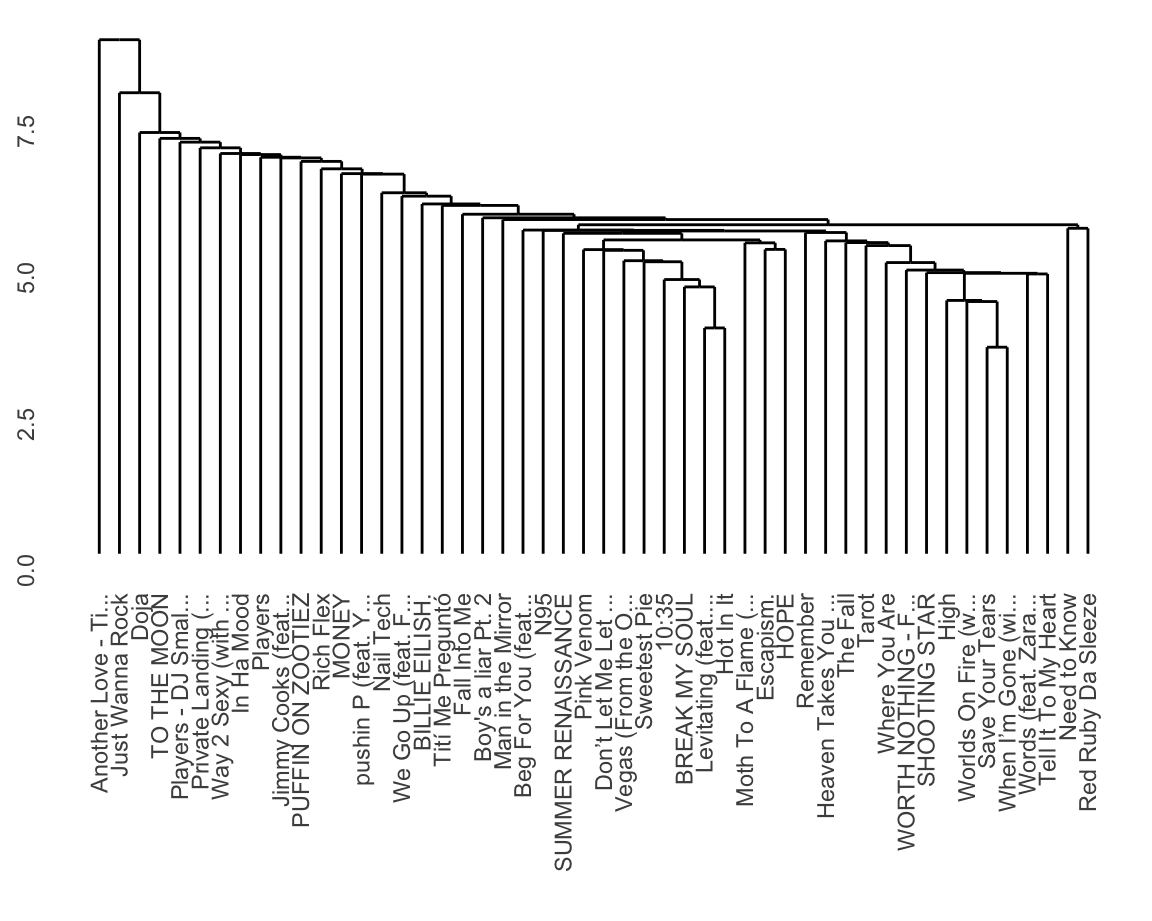 7.5
5.0
2.5
0.0
Another Love - Ti...
Just Wanna Rock
Doja
TO THE MOON
Players - DJ Smal...
Private Landing (...
Way 2 Sexy (with ...
In Ha Mood
Players
Jimmy Cooks (feat....
PUFFIN ON ZOOTIEZ
Rich Flex
MONEY
pushin P (feat. Y...
Nail Tech
We Go Up (feat. F...
BILLIE EILISH.
Tití Me Preguntó
Fall Into Me
Boy's a liar Pt. 2
Man in the Mirror
Beg For You (feat...
N95
SUMMER RENAISSANCE
Pink Venom
Don't Let Me Let ...
Vegas (From the O...
Sweetest Pie
10:35
BREAK MY SOUL
Levitating (feat....
Hot In It
Moth To A Flame (...
Escapism.
HOPE
Remember
Heaven Takes You ...
The Fall
Tarot
Where You Are
WORTH NOTHING - F...
SHOOTING STAR
High
Worlds On Fire (w...
Save Your Tears
When I'm Gone (wi...
Words (feat. Zara...
Tell It To My Heart
Need to Know
Red Ruby Da Sleeze